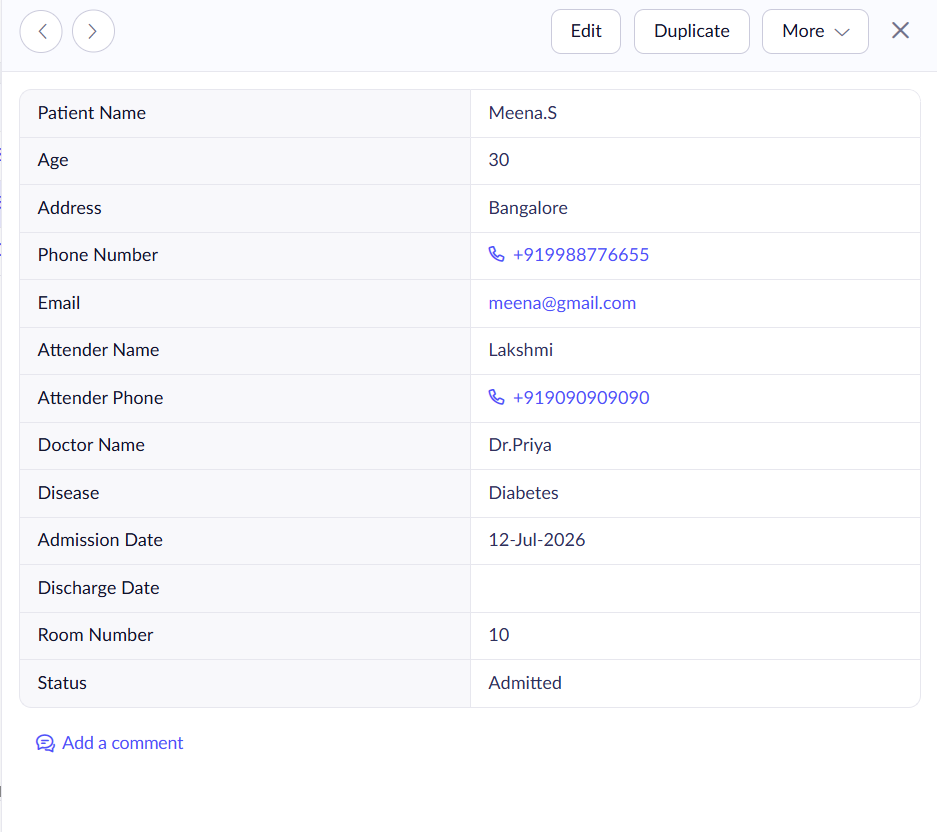 Edit Duplicate More
Patient Name Meena.S
Age 30
Address Bangalore
Phone Number +919988776655
Email meena@gmail.com
Attender Name Lakshmi
Attender Phone +919090909090
Doctor Name Dr.Priya
Disease Diabetes
Admission Date 12-Jul-2026
Discharge Date
Room Number 10
Status Admitted
Add a comment